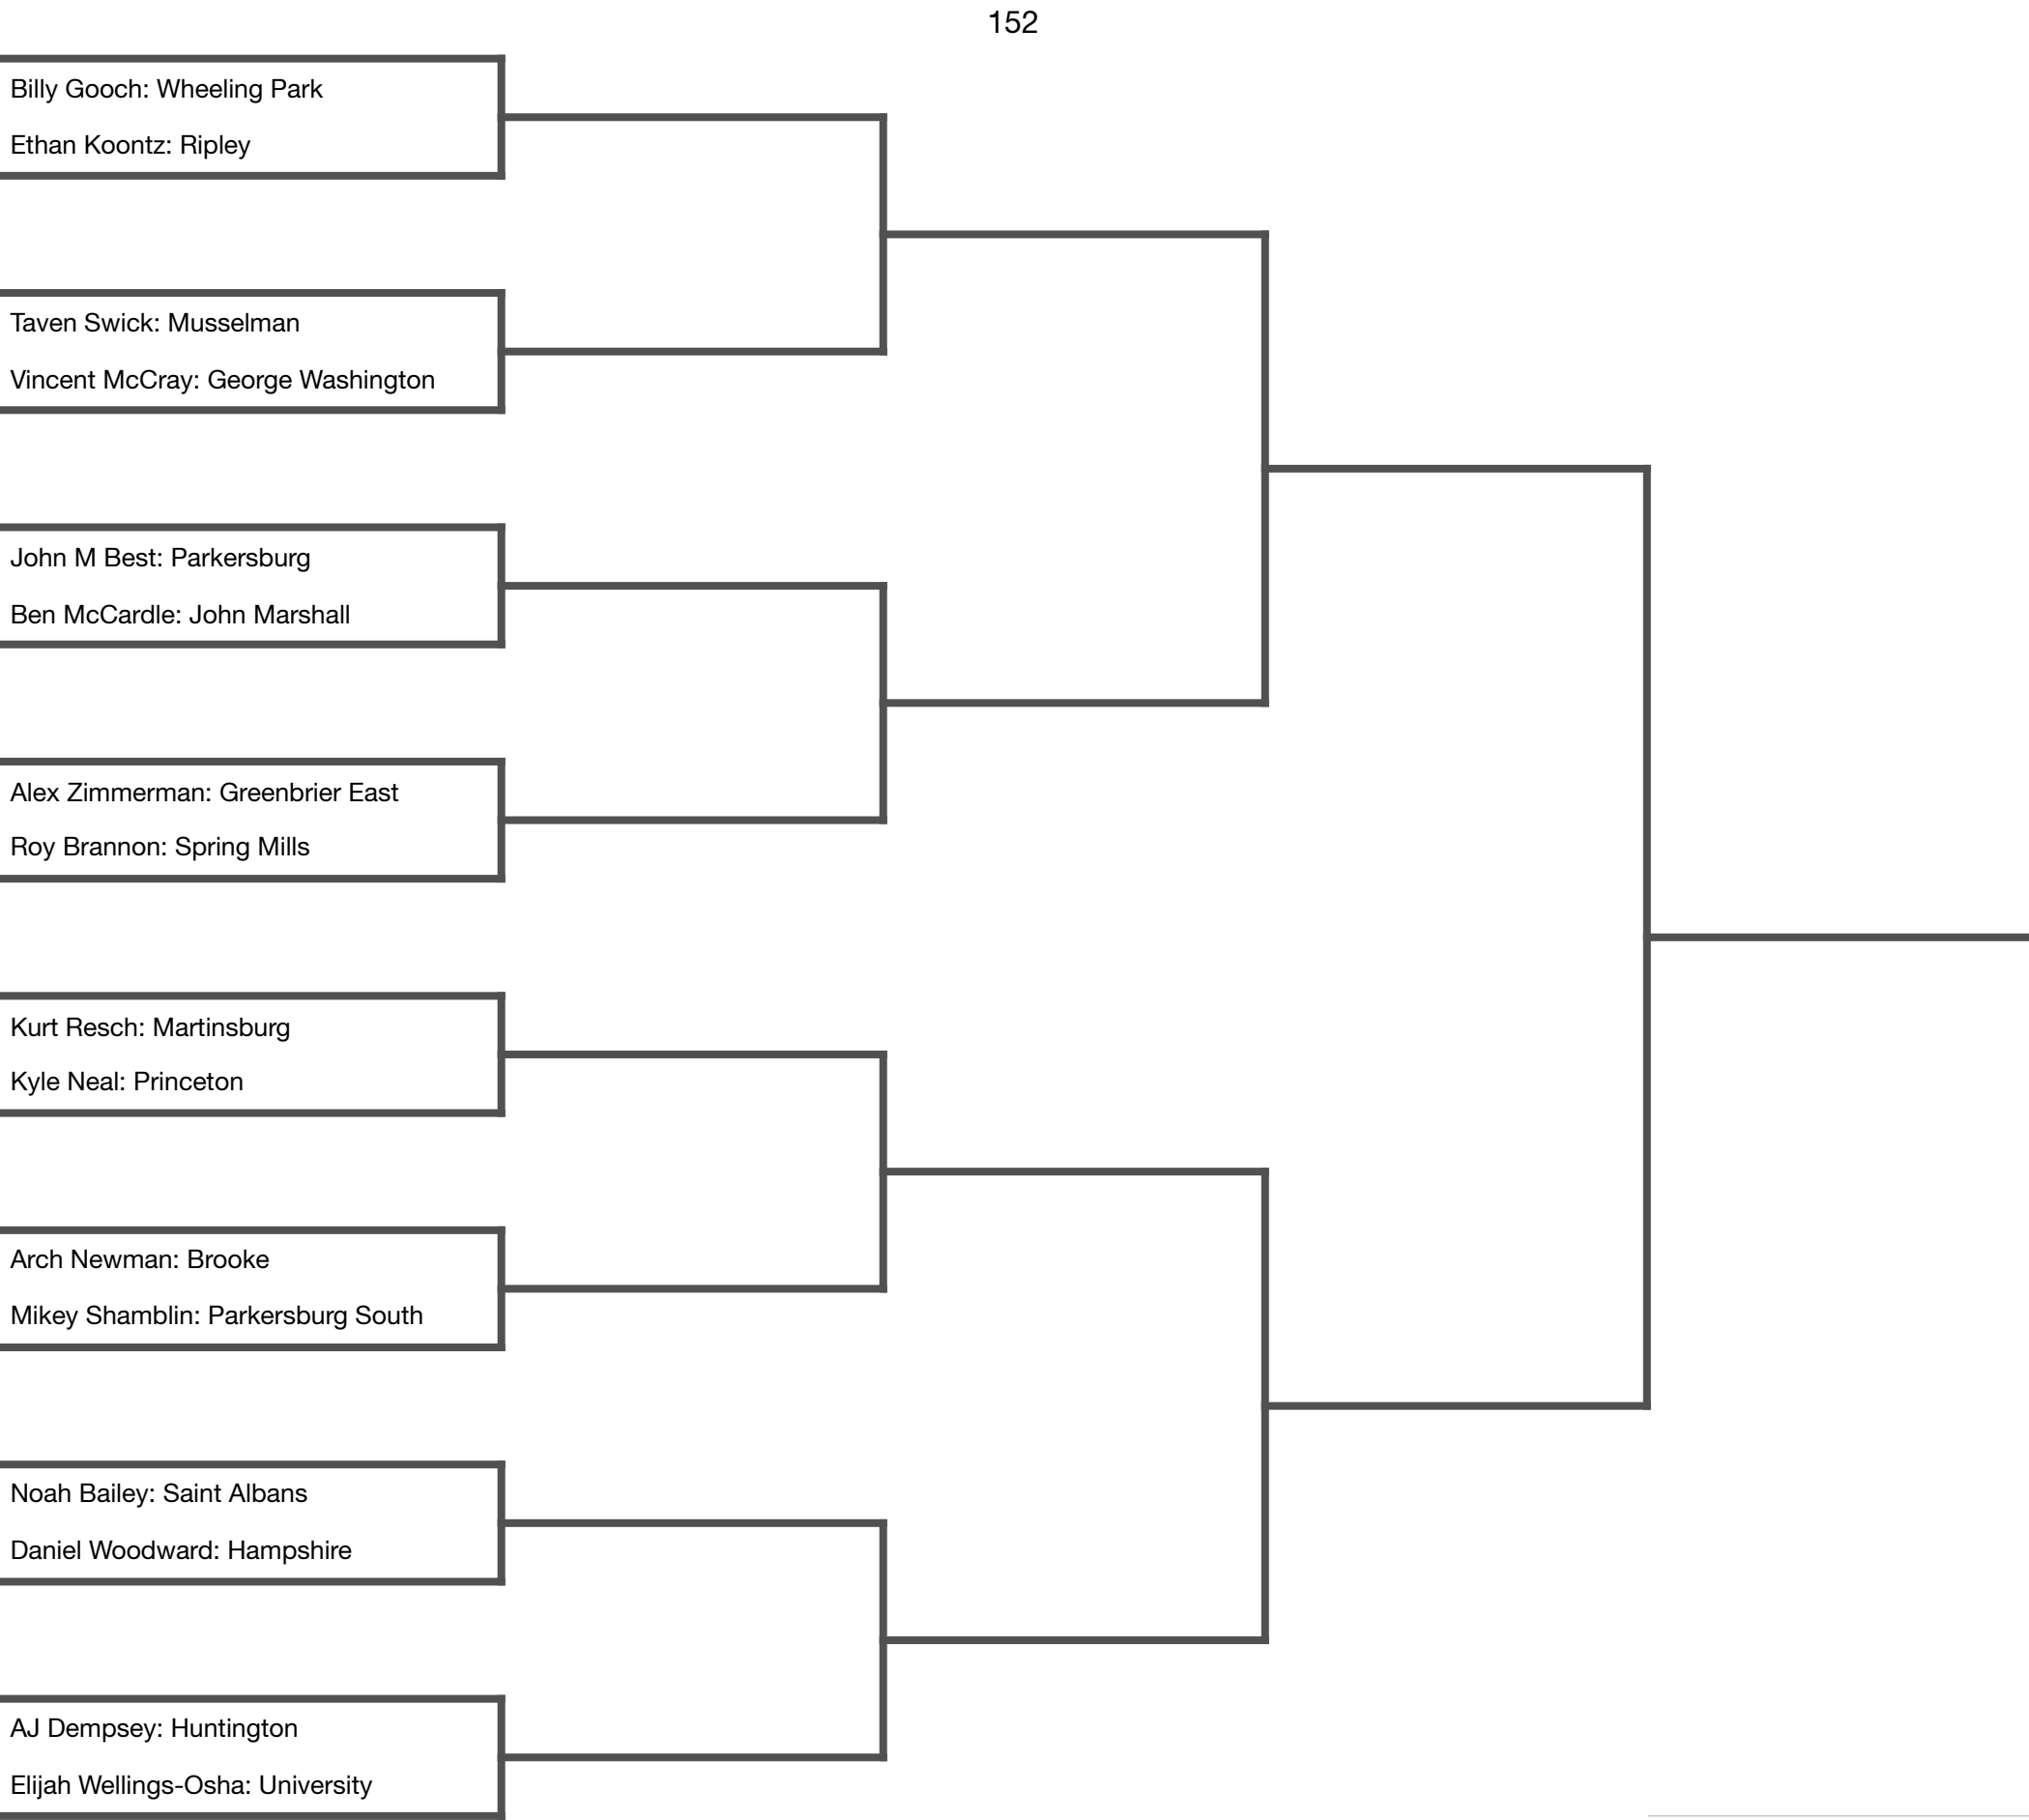 152
Billy Gooch: Wheeling Park
Ethan Koontz: Ripley
Taven Swick: Musselman
Vincent McCray: George Washington
John M Best: Parkersburg
Ben McCardle: John Marshall
Alex Zimmerman: Greenbrier East
Roy Brannon: Spring Mills
Kurt Resch: Martinsburg
Kyle Neal: Princeton
Arch Newman: Brooke
Mikey Shamblin: Parkersburg South
Noah Bailey: Saint Albans
Daniel Woodward: Hampshire
AJ Dempsey: Huntington
Elijah Wellings-Osha: University